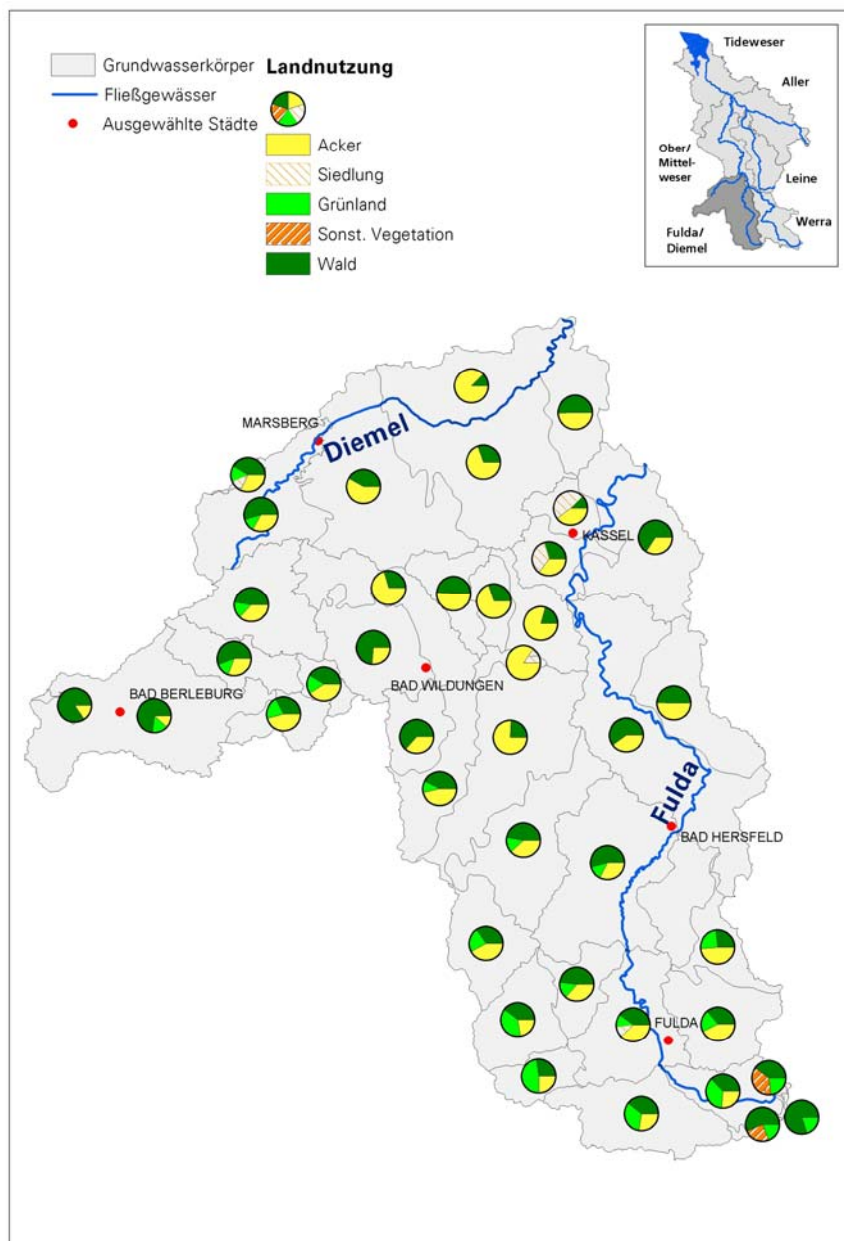 Grundwasserkörper
Fließgewässer
Ausgewählte Städte
Landnutzung
Acker
Siedlung
Grünland
Sonst. Vegetation
Wald
Tideweser
Aller
Ober/
Mittel-
weser
Leine
Werra
Fulda/
Diemel
MARSBERG
Diemel
KASSEL
BAD WILDUNGEN
BAD BERLEBURG
Fulda
BAD HERSFELD
FULDA